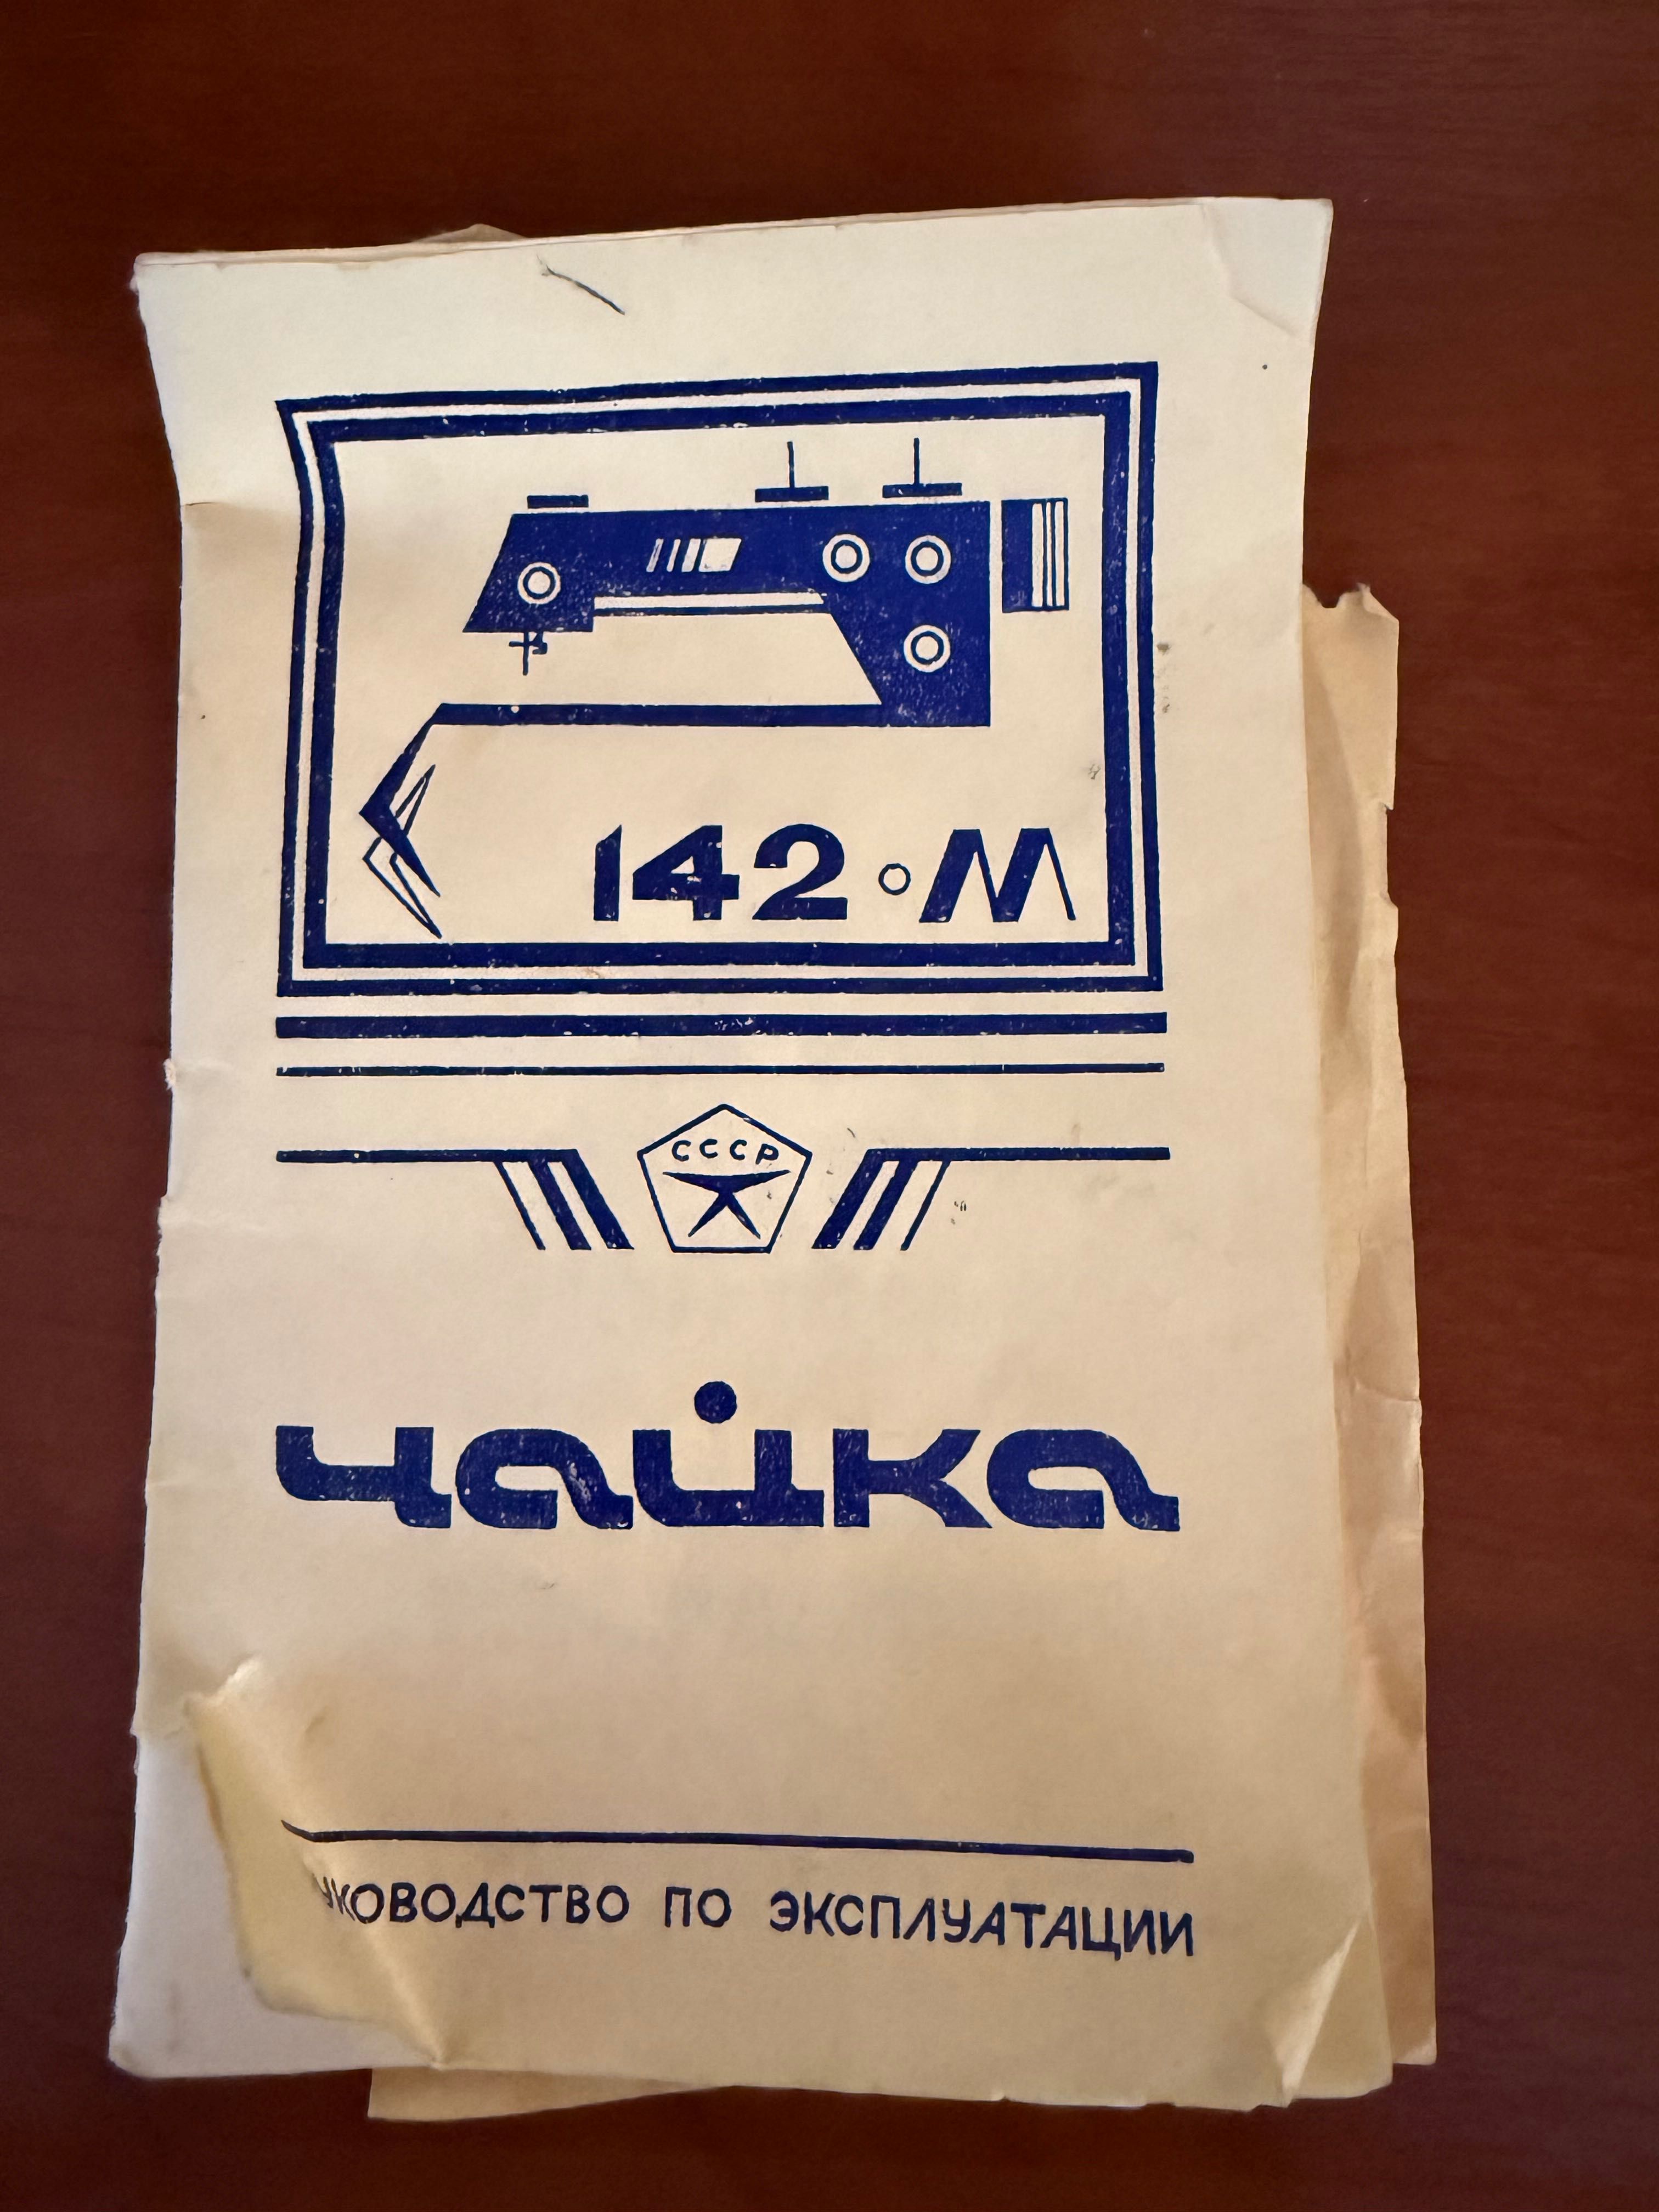 142·М
СССР
чайка
УКОВОДСТВО ПО ЭКСПЛУАТАЦИИ